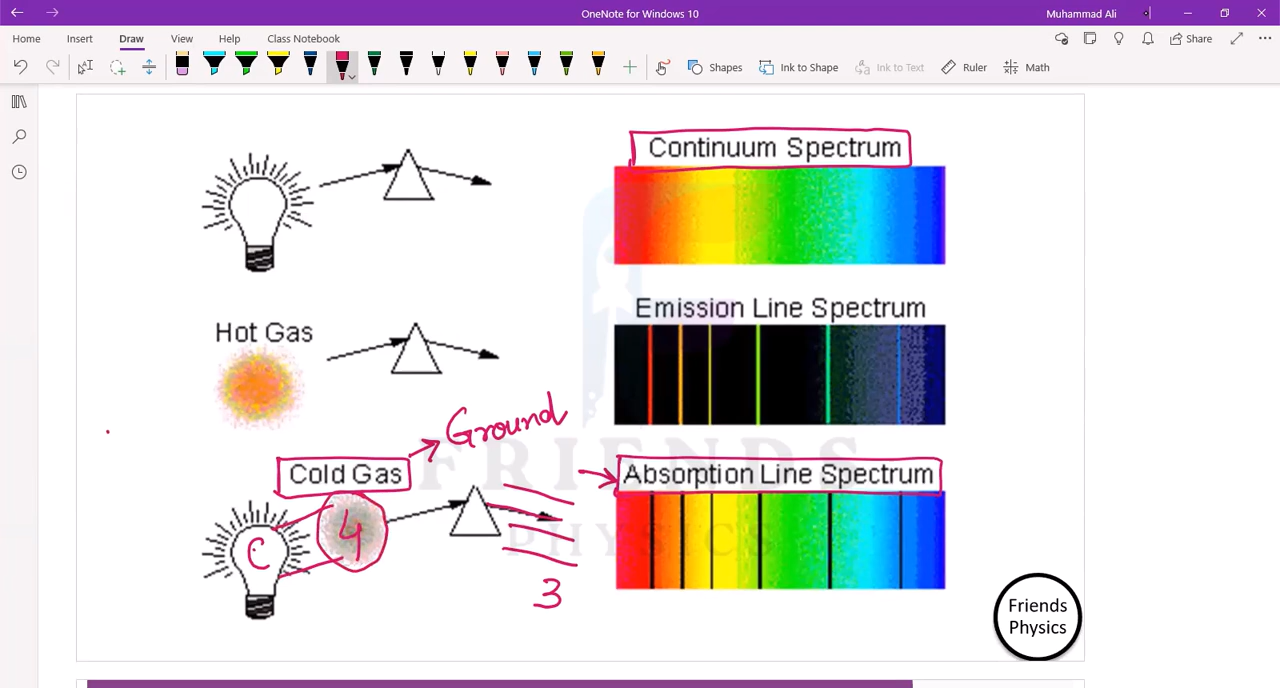 OneNote for Windows 10
Muhammad Ali
Home Insert Draw View Help Class Notebook
Share
Shapes Ink to Shape Ink to Text Ruler Math
Continuum Spectrum
Emission Line Spectrum
Hot Gas
Ground
FRIENDS
Cold Gas
Absorption Line Spectrum
PHYSICS
C
4
3
Friends
Physics